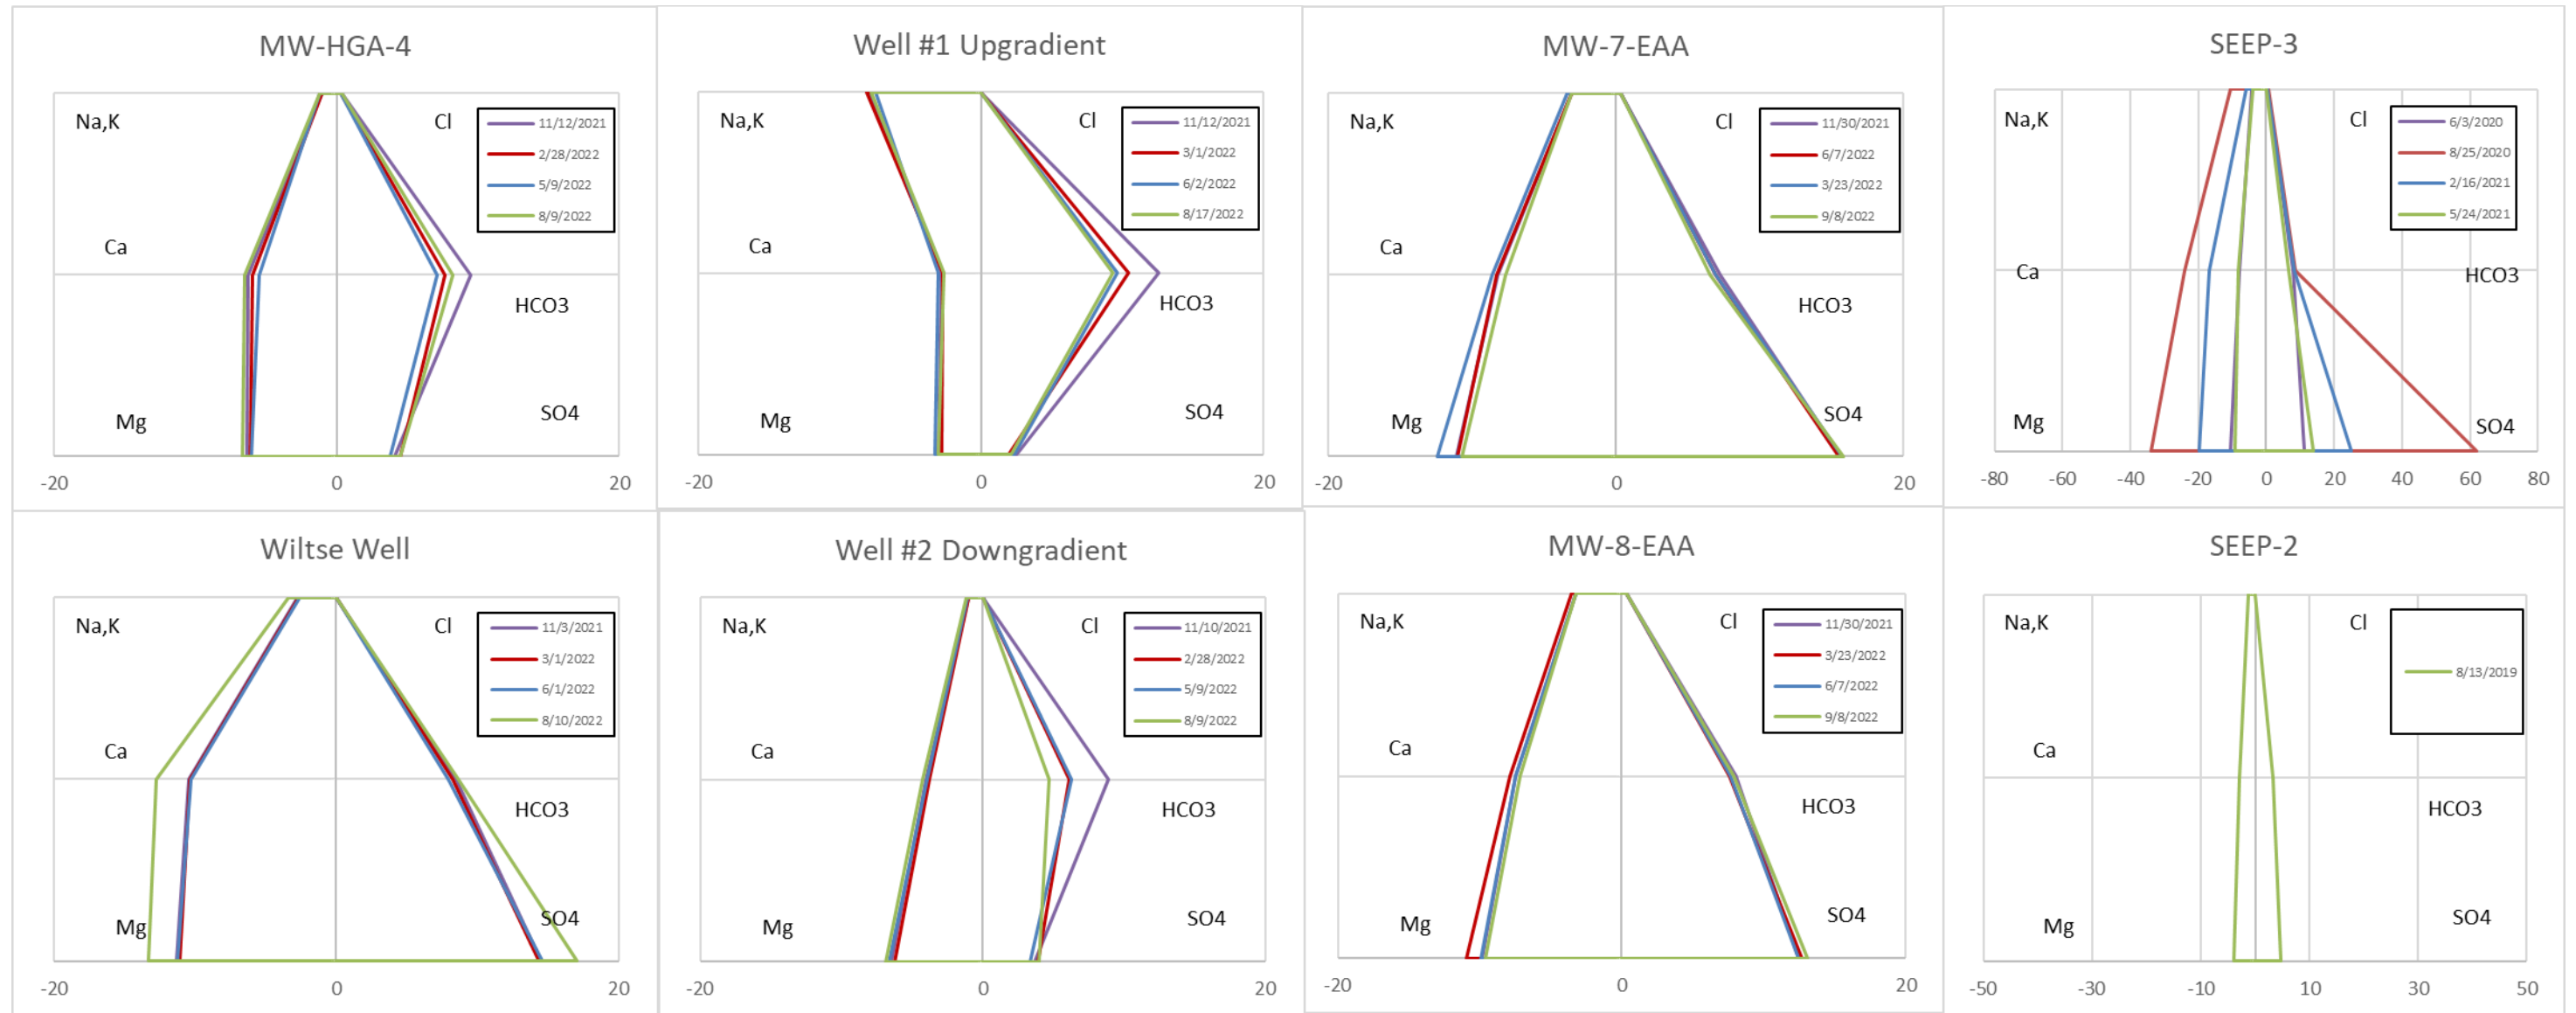 MW-HGA-4
Na,K
Cl
11/12/2021
2/28/2022
5/9/2022
8/9/2022
Ca
HCO3
Mg
SO4
-20 0 20
Well #1 Upgradient
Na,K
Cl
11/12/2021
3/1/2022
6/2/2022
8/17/2022
Ca
HCO3
Mg
SO4
-20 0 20
MW-7-EAA
Na,K
Cl
11/30/2021
6/7/2022
3/23/2022
9/8/2022
Ca
HCO3
Mg
SO4
-20 0 20
SEEP-3
Na,K
Cl
6/3/2020
8/25/2020
2/16/2021
5/24/2021
Ca
HCO3
Mg
SO4
-80 -60 -40 -20 0 20 40 60 80
Wiltse Well
Na,K
Cl
11/3/2021
3/1/2022
6/1/2022
8/10/2022
Ca
HCO3
Mg
SO4
-20 0 20
Well #2 Downgradient
Na,K
Cl
11/10/2021
2/28/2022
5/9/2022
8/9/2022
Ca
HCO3
Mg
SO4
-20 0 20
MW-8-EAA
Na,K
Cl
11/30/2021
3/23/2022
6/7/2022
9/8/2022
Ca
HCO3
Mg
SO4
-20 0 20
SEEP-2
Na,K
Cl
8/13/2019
Ca
HCO3
Mg
SO4
-50 -30 -10 10 30 50